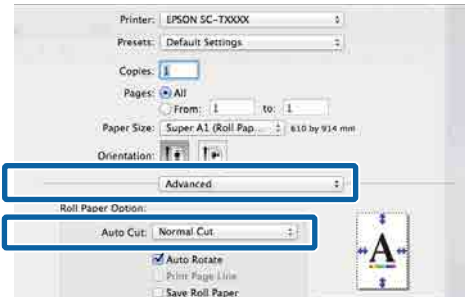 Printer: EPSON SC-TXXXX
Presets: Default Settings
Copies: 1
Pages: All
From: 1 to: 1
Paper Size: Super A1 (Roll Pap... 610 by 914 mm
Orientation:
Advanced
Roll Paper Option:
Auto Cut: Normal Cut
Auto Rotate
Print Page Line
Save Roll Paper
A